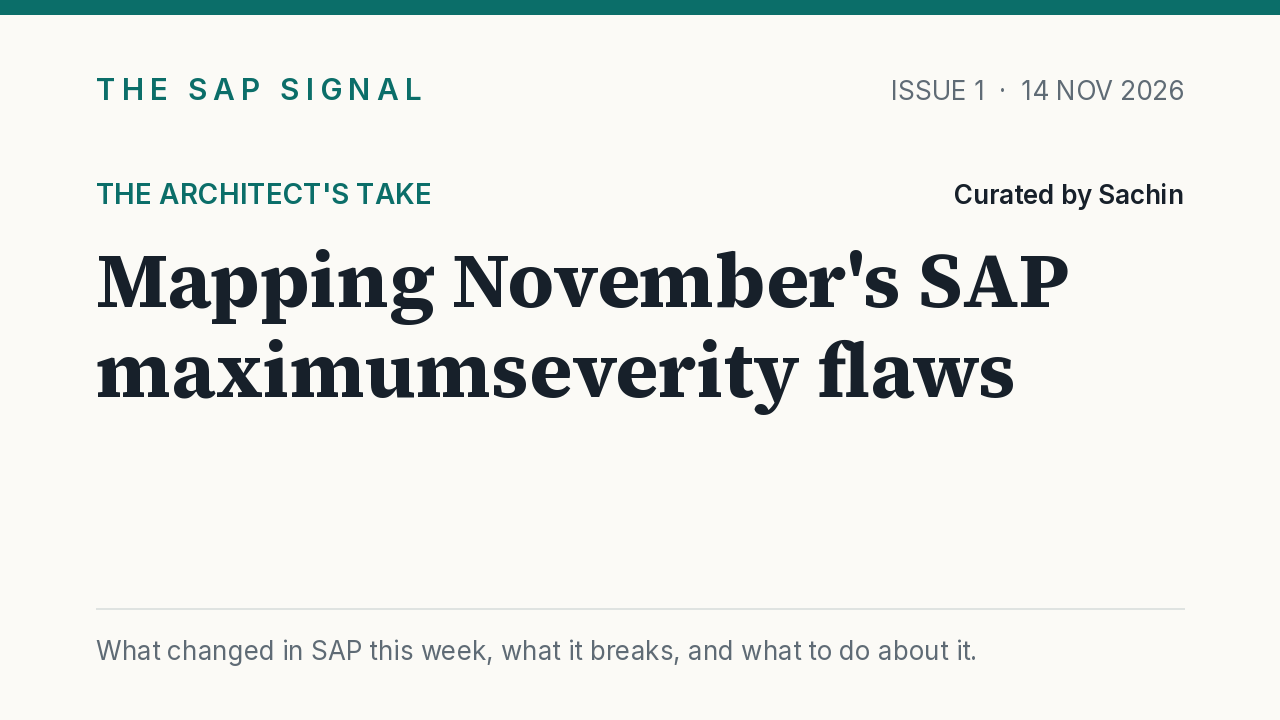 THE SAP SIGNAL
ISSUE 1 · 14 NOV 2026
THE ARCHITECT'S TAKE
Curated by Sachin
Mapping November's SAP
maximumseverity flaws
What changed in SAP this week, what it breaks, and what to do about it.